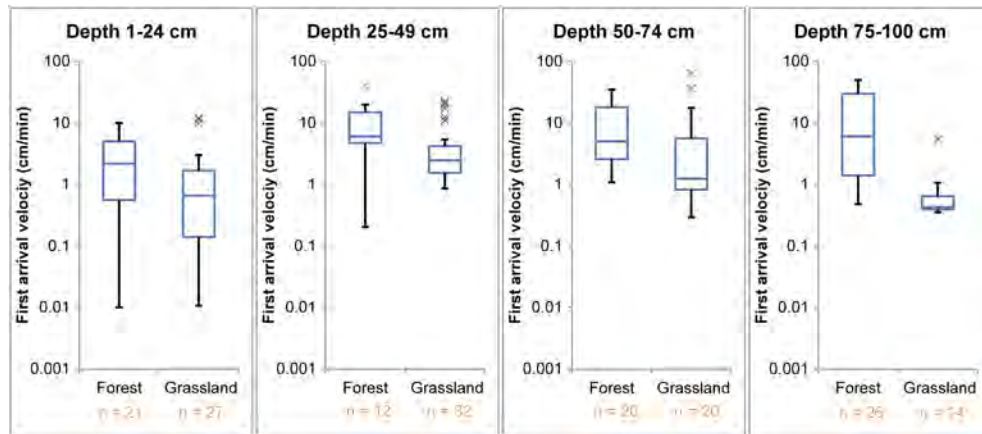 Depth 1-24 cm
First arrival velociy (cm/min)
100
10
1
0.1
0.01
0.001
Forest Grassland
n = 21 n = 27
Depth 25-49 cm
First arrival velociy (cm/min)
100
10
1
0.1
0.01
0.001
Forest Grassland
n = 12 n = 32
Depth 50-74 cm
First arrival velociy (cm/min)
100
10
1
0.1
0.01
0.001
Forest Grassland
n = 20 n = 20
Depth 75-100 cm
First arrival velociy (cm/min)
100
10
1
0.1
0.01
0.001
Forest Grassland
n = 26 n = 24